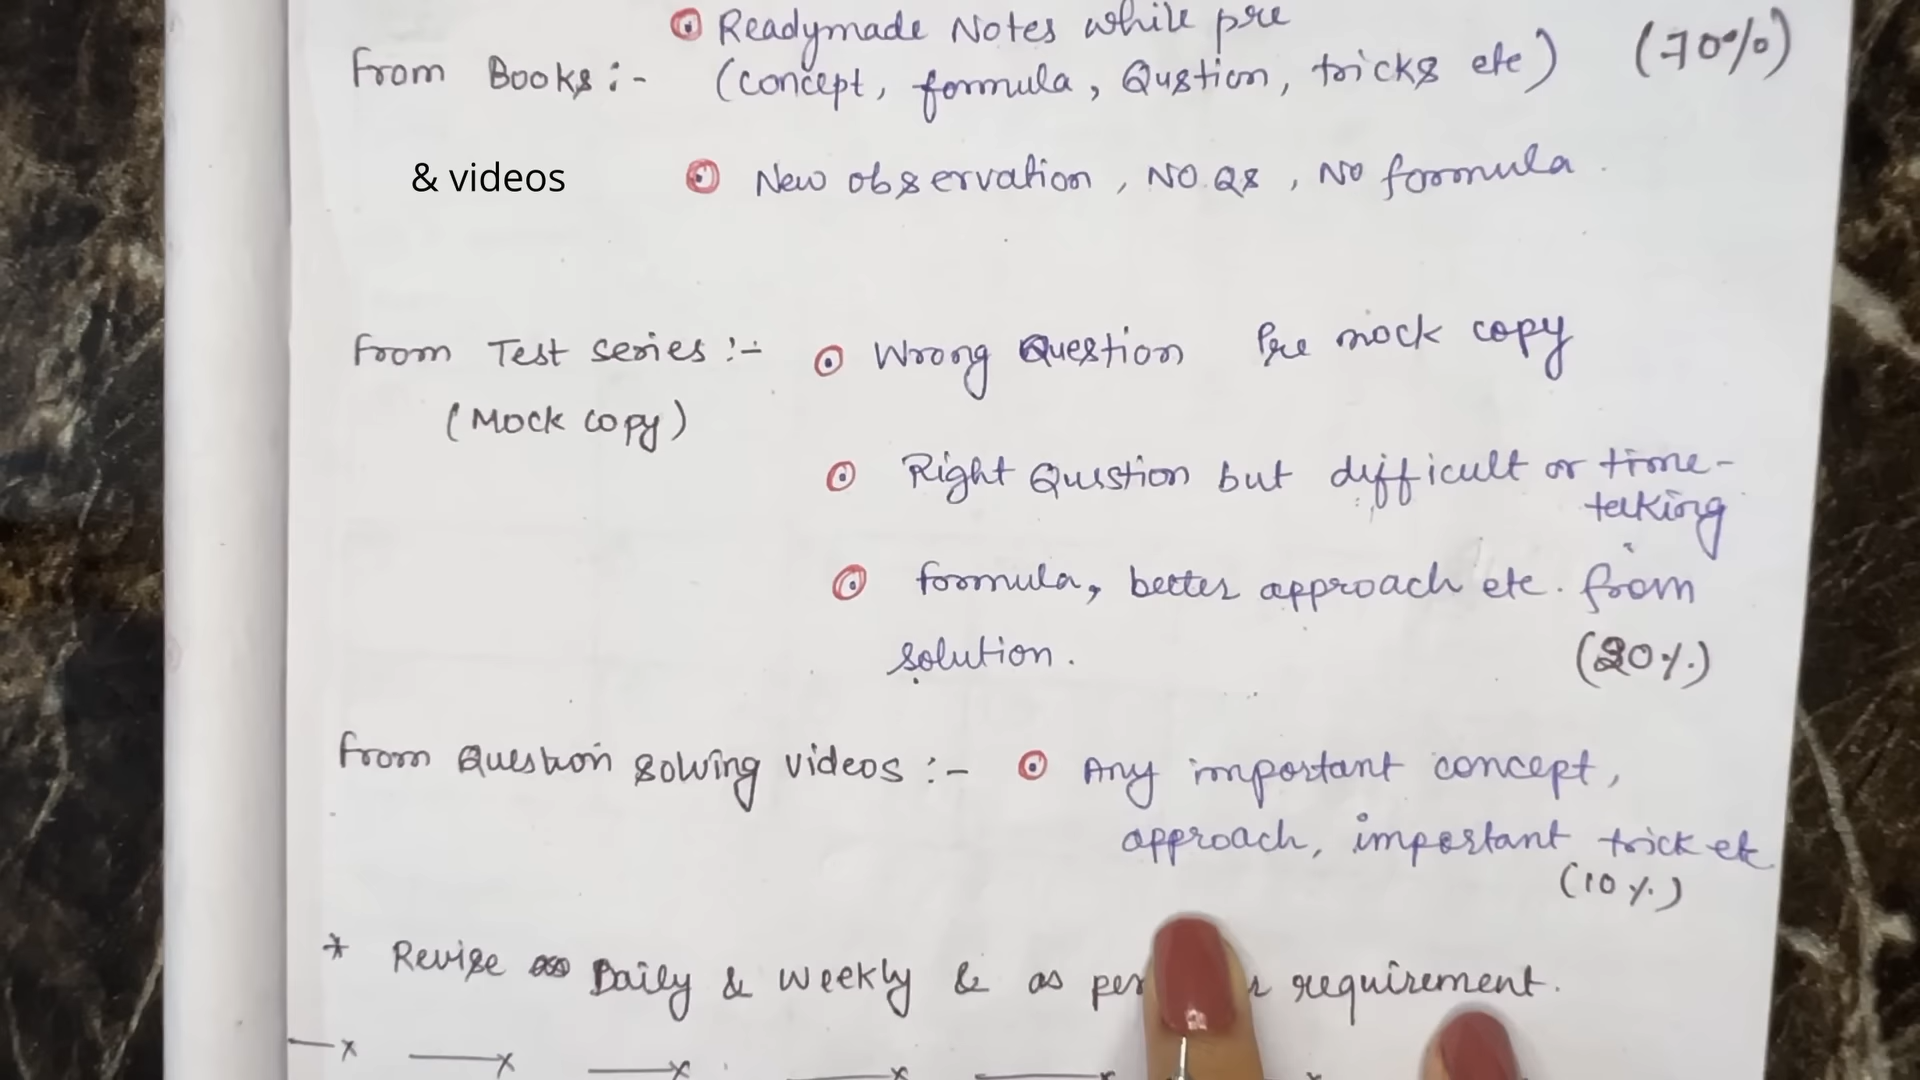 ⊙ Readymade Notes while pre
From Books :- (concept, formula, Qustion, tricks etc) (70%)
& videos ⊙ New observation, NO.QS, No formula.
From Test series :- ⊙ Wrong Question Pre mock copy
(Mock copy)
⊙ Right Question but difficult or time-
taking
⊙ formula, better approach etc. from
solution. (20%)
From Question solving videos :- ⊙ Any important concept,
approach, important trick etc
(10%)
* Revise Daily & weekly & as per requirement.